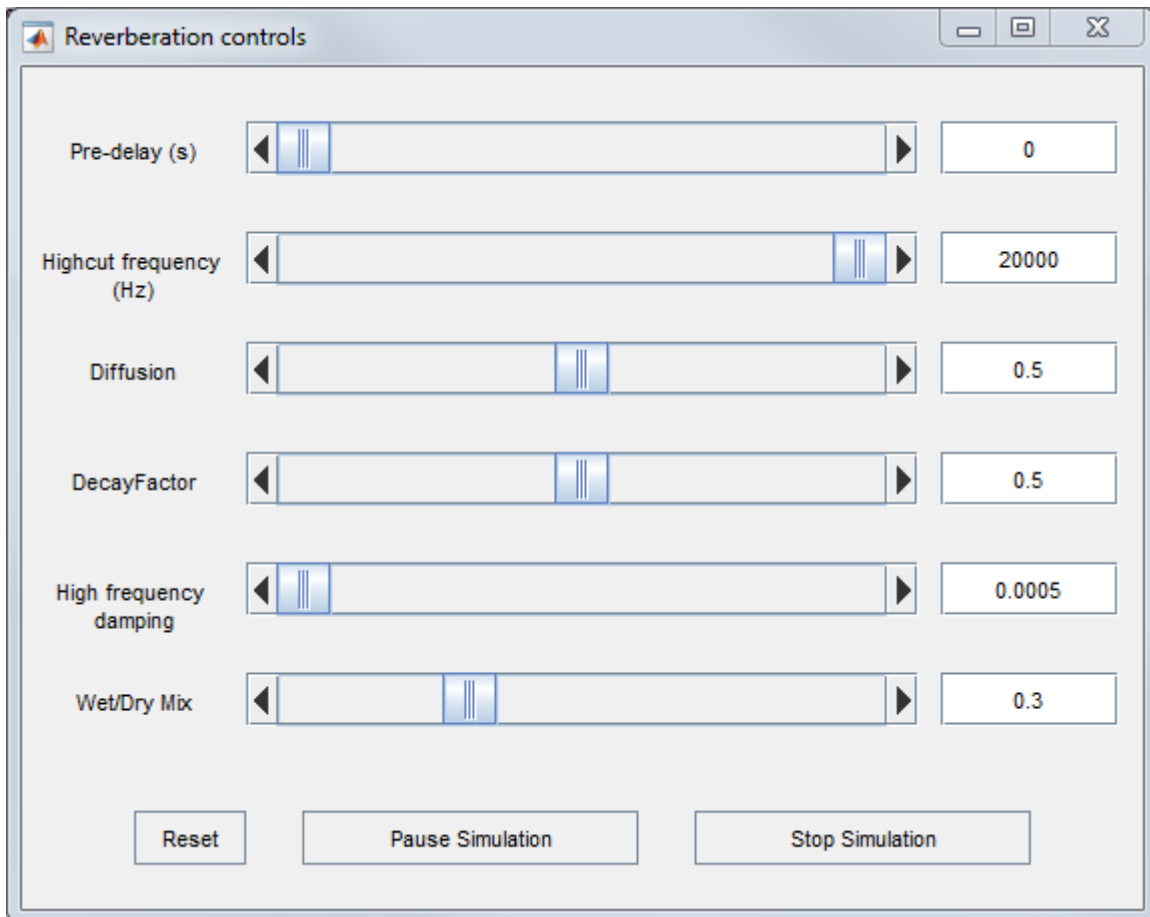 Reverberation controls
Pre-delay (s)
0
Highcut frequency
(Hz)
20000
Diffusion
0.5
DecayFactor
0.5
High frequency
damping
0.0005
Wet/Dry Mix
0.3
Reset
Pause Simulation
Stop Simulation